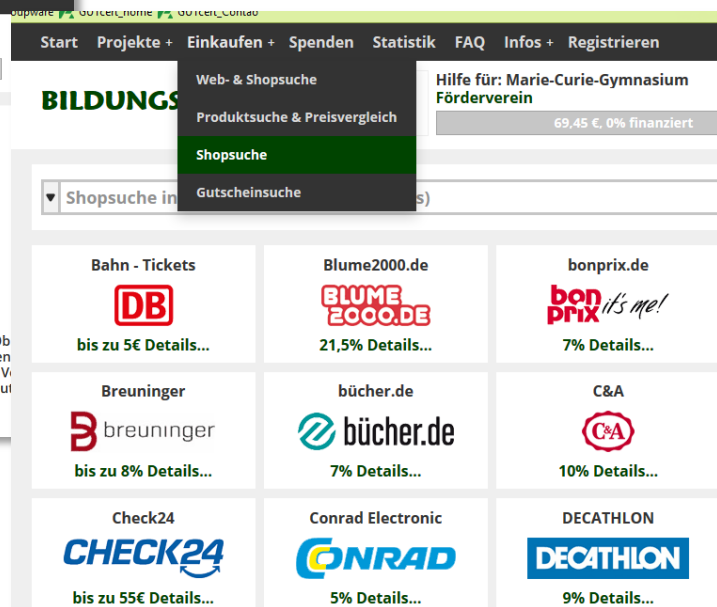 GUTcert_home GUTcert_Contao
Start Projekte + Einkaufen + Spenden Statistik FAQ Infos + Registrieren
Web- & Shopsuche
Produktsuche & Preisvergleich
Shopsuche
Gutscheinsuche
BILDUNGS
Hilfe für: Marie-Curie-Gymnasium
Förderverein
69,45 €, 0% finanziert
Shopsuche in
s)
Bahn - Tickets
DB
bis zu 5€ Details...
Blume2000.de
BLUME
2000.DE
21,5% Details...
bonprix.de
bon
prix it's me!
7% Details...
Breuninger
breuninger
bis zu 8% Details...
bücher.de
bücher.de
7% Details...
C&A
C&A
10% Details...
Check24
CHECK24
bis zu 55€ Details...
Conrad Electronic
CONRAD
5% Details...
DECATHLON
DECATHLON
9% Details...